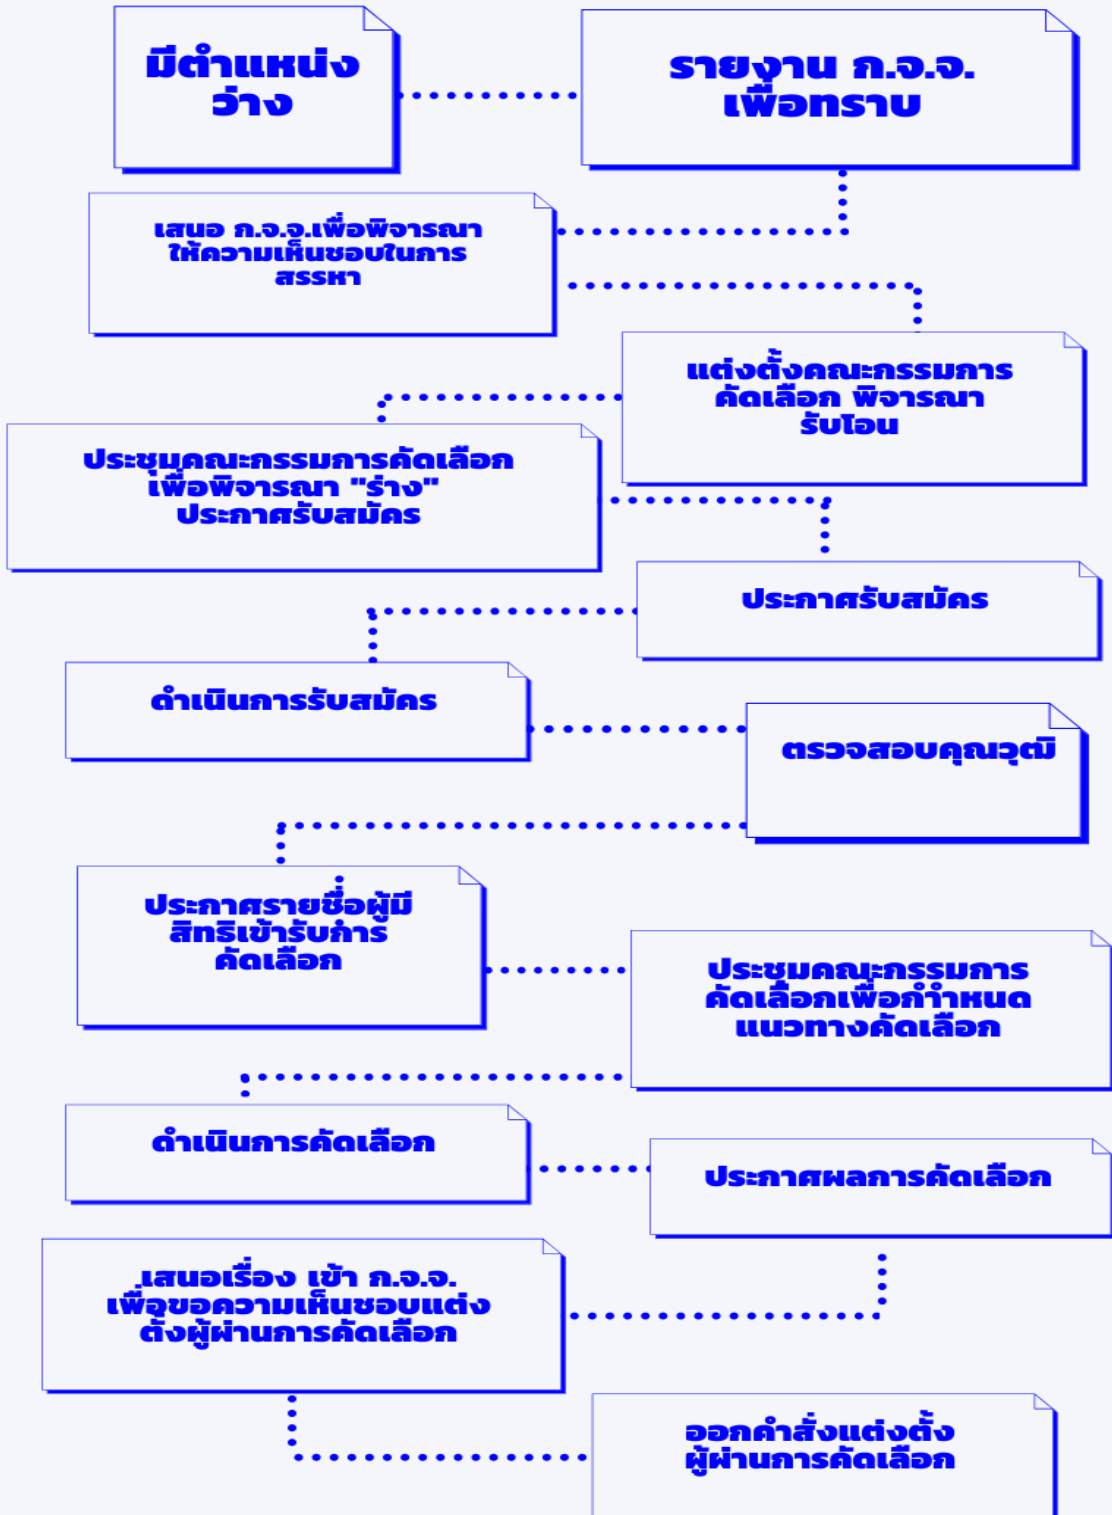 มีตำแหน่ง
ว่าง
รายงาน ก.จ.จ.
เพื่อทราบ
เสนอ ก.จ.จ.เพื่อพิจารณา
ให้ความเห็นชอบในการ
สรรหา
แต่งตั้งคณะกรรมการ
คัดเลือก พิจารณา
รับโอน
ประชุมคณะกรรมการคัดเลือก
เพื่อพิจารณา "ร่าง"
ประกาศรับสมัคร
ประกาศรับสมัคร
ดำเนินการรับสมัคร
ตรวจสอบคุณวุฒิ
ประกาศรายชื่อผู้มี
สิทธิเข้ารับกำร
คัดเลือก
ประชุมคณะกรรมการ
คัดเลือกเพื่อกำำหนด
แนวทางคัดเลือก
ดำเนินการคัดเลือก
ประกาศผลการคัดเลือก
เสนอเรื่อง เข้า ก.จ.จ.
เพื่อขอความเห็นชอบแต่ง
ตั้งผู้ผ่านการคัดเลือก
ออกคำสั่งแต่งตั้ง
ผู้ผ่านการคัดเลือก